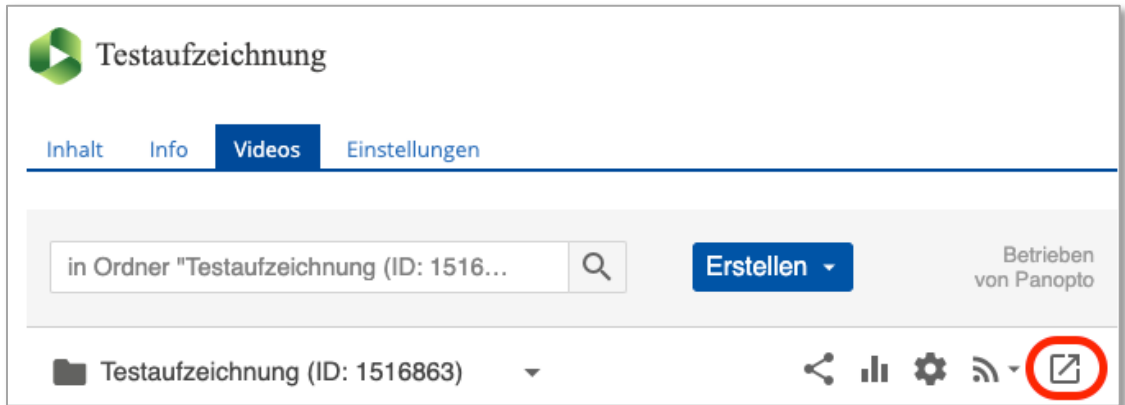 Testaufzeichnung
Inhalt Info Videos Einstellungen
in Ordner "Testaufzeichnung (ID: 1516... Erstellen Betrieben
von Panopto
Testaufzeichnung (ID: 1516863)